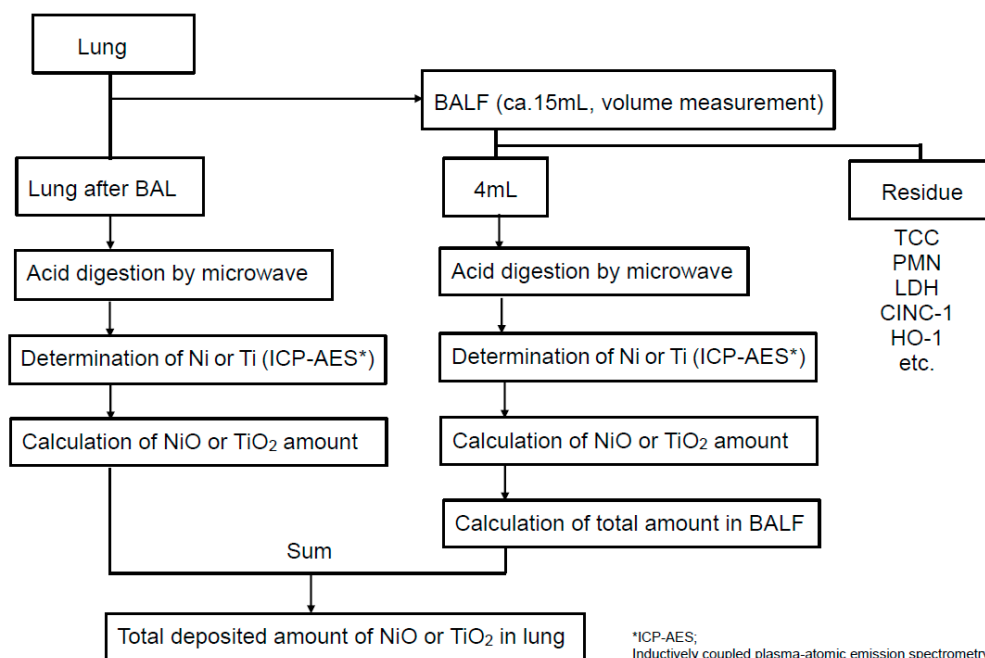 Lung
BALF (ca.15mL, volume measurement)
Lung after BAL
4mL
Residue
TCC
PMN
LDH
CINC-1
HO-1
etc.
Acid digestion by microwave
Acid digestion by microwave
Determination of Ni or Ti (ICP-AES*)
Determination of Ni or Ti (ICP-AES*)
Calculation of NiO or TiO₂ amount
Calculation of NiO or TiO₂ amount
Calculation of total amount in BALF
Sum
Total deposited amount of NiO or TiO₂ in lung
*ICP-AES;
Inductively coupled plasma-atomic emission spectrometry